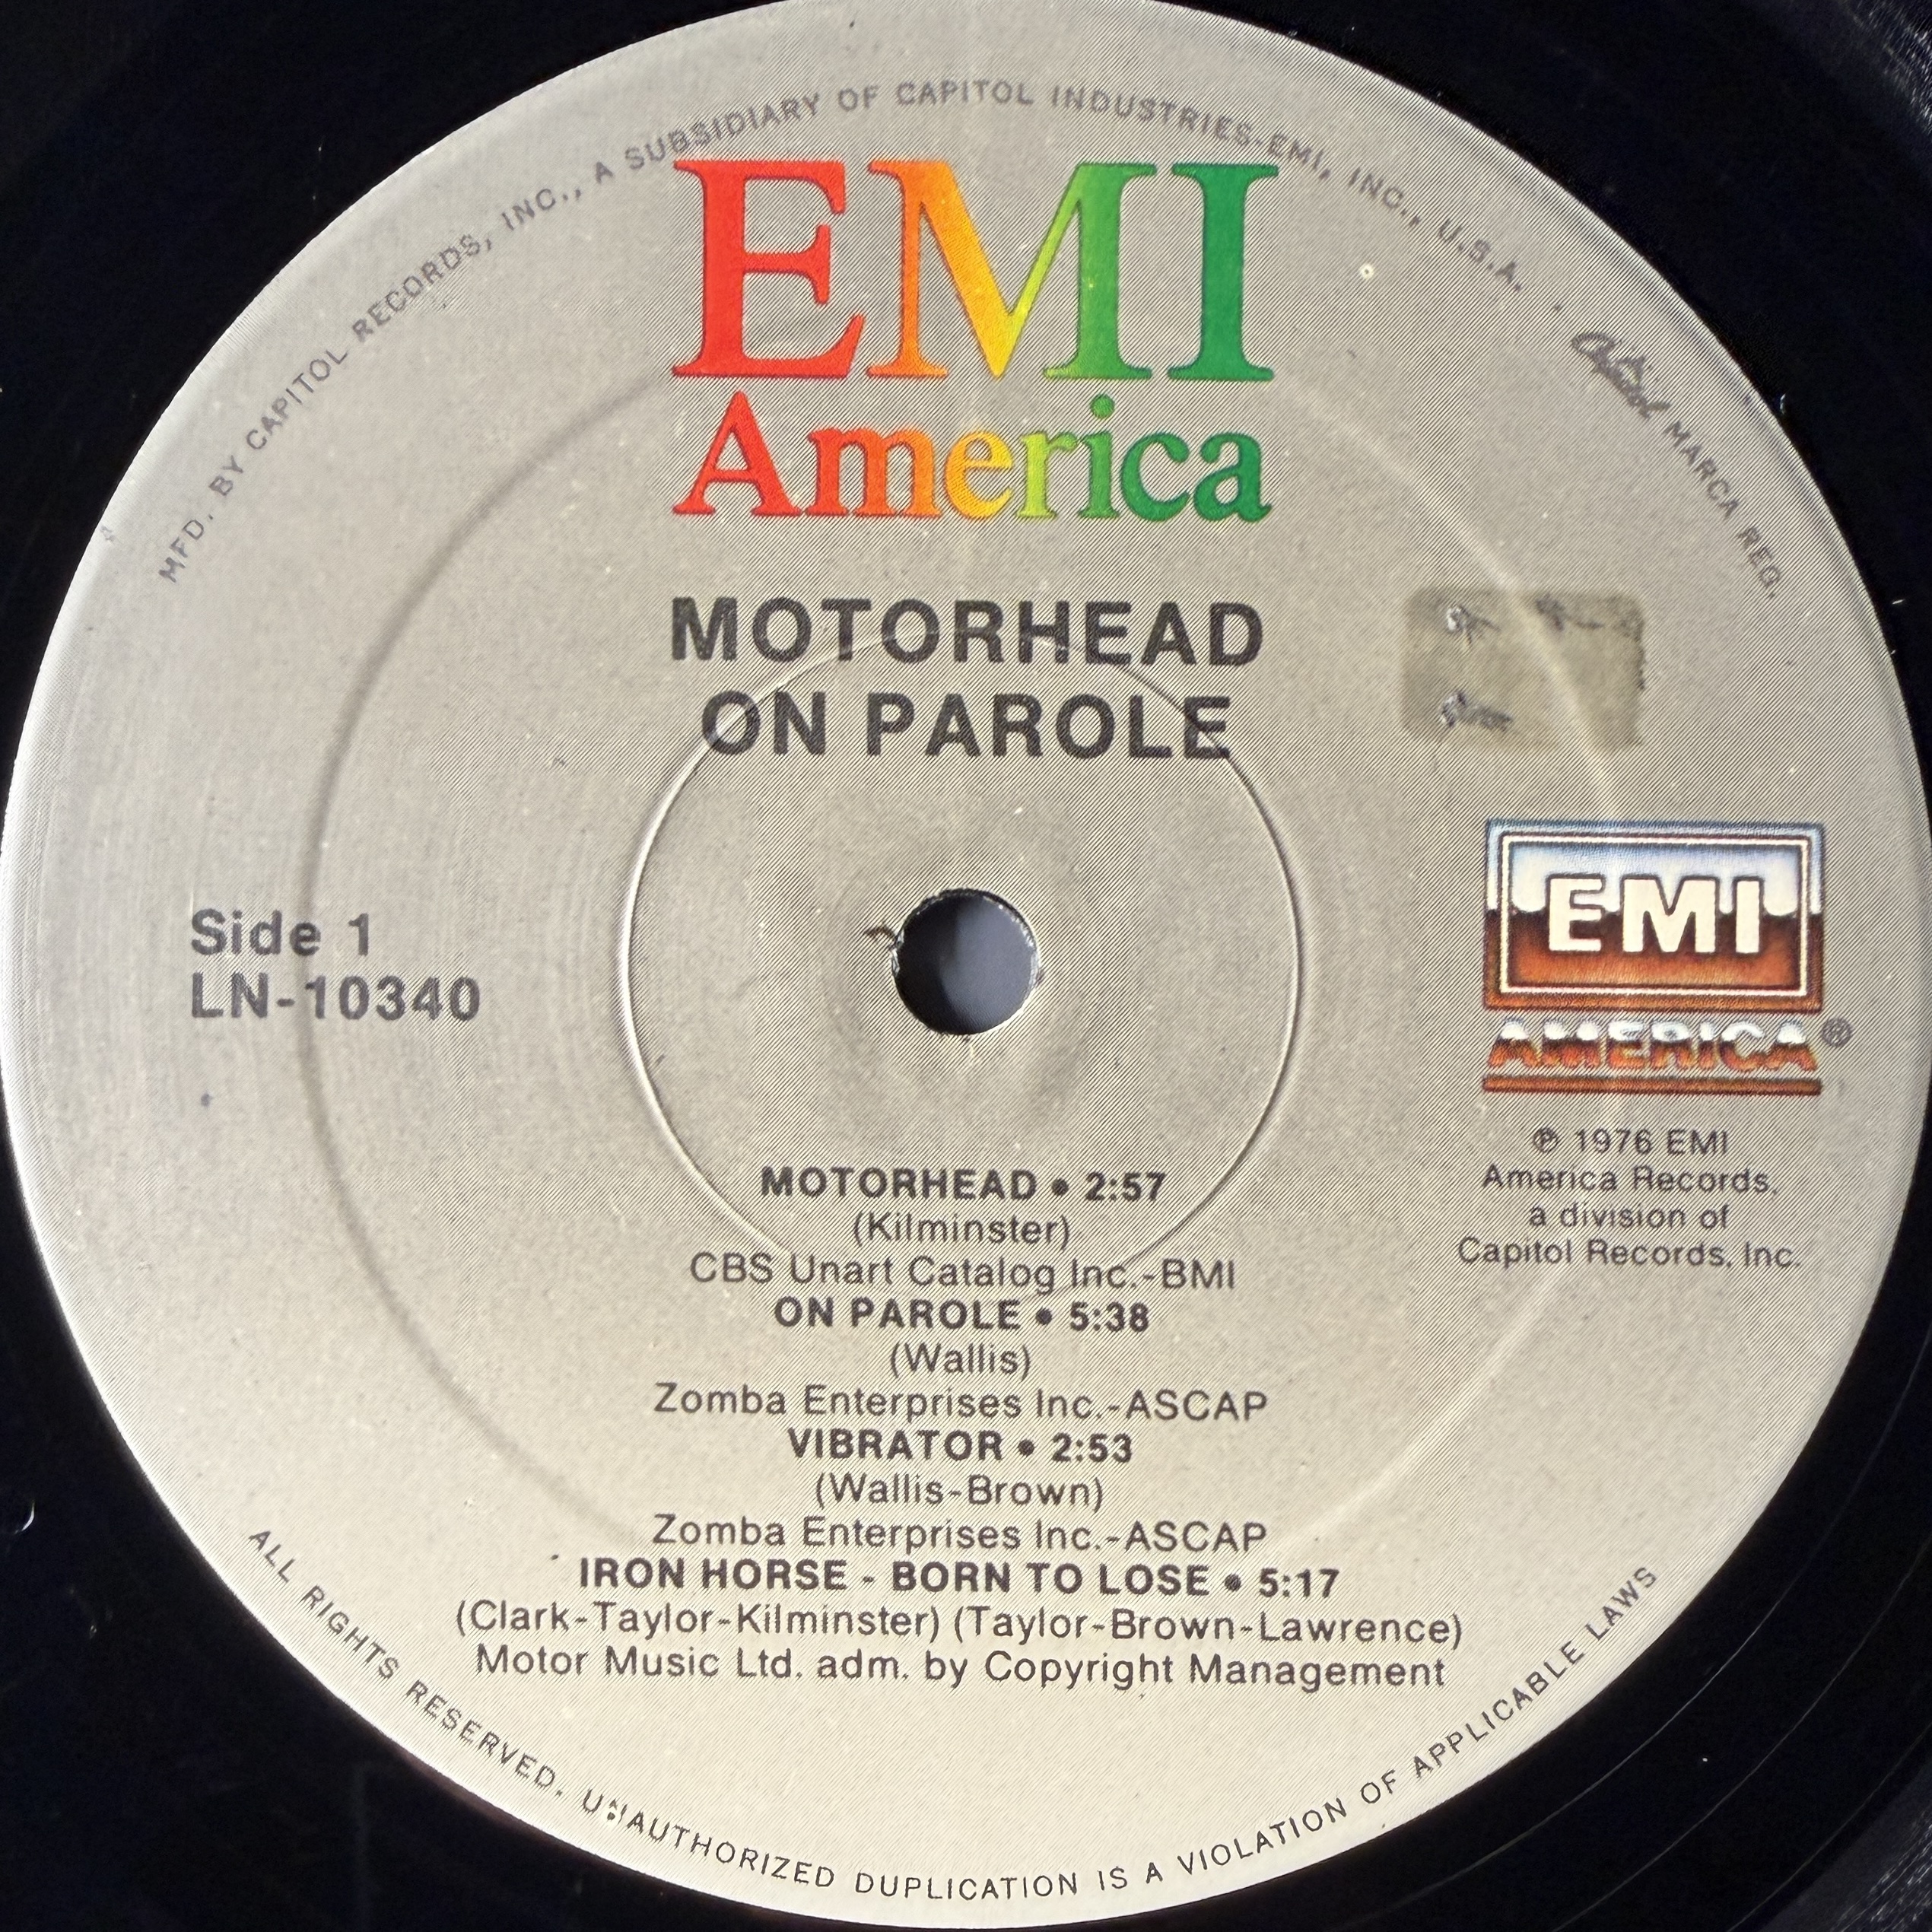 MFD. BY CAPITOL RECORDS, INC., A SUBSIDIARY OF CAPITOL INDUSTRIES-EMI, INC., U.S.A. · Capitol MARCA REG.
EMI
America
MOTORHEAD
ON PAROLE
Side 1
LN-10340
EMI
AMERICA®
℗ 1976 EMI
America Records,
a division of
Capitol Records, Inc.
MOTORHEAD • 2:57
(Kilminster)
CBS Unart Catalog Inc.-BMI
ON PAROLE • 5:38
(Wallis)
Zomba Enterprises Inc.-ASCAP
VIBRATOR • 2:53
(Wallis-Brown)
Zomba Enterprises Inc.-ASCAP
IRON HORSE - BORN TO LOSE • 5:17
(Clark-Taylor-Kilminster) (Taylor-Brown-Lawrence)
Motor Music Ltd. adm. by Copyright Management
ALL RIGHTS RESERVED. UNAUTHORIZED DUPLICATION IS A VIOLATION OF APPLICABLE LAWS